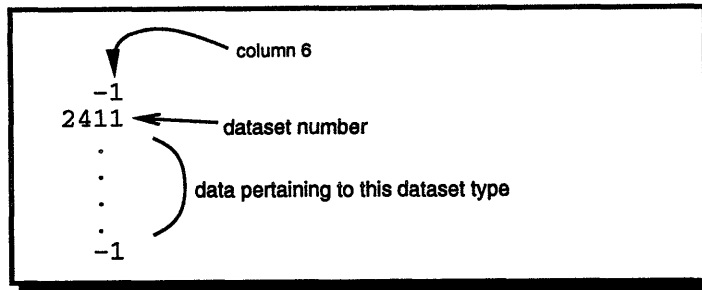 column 6
-1
2411
dataset number
.
.
data pertaining to this dataset type
.
.
-1